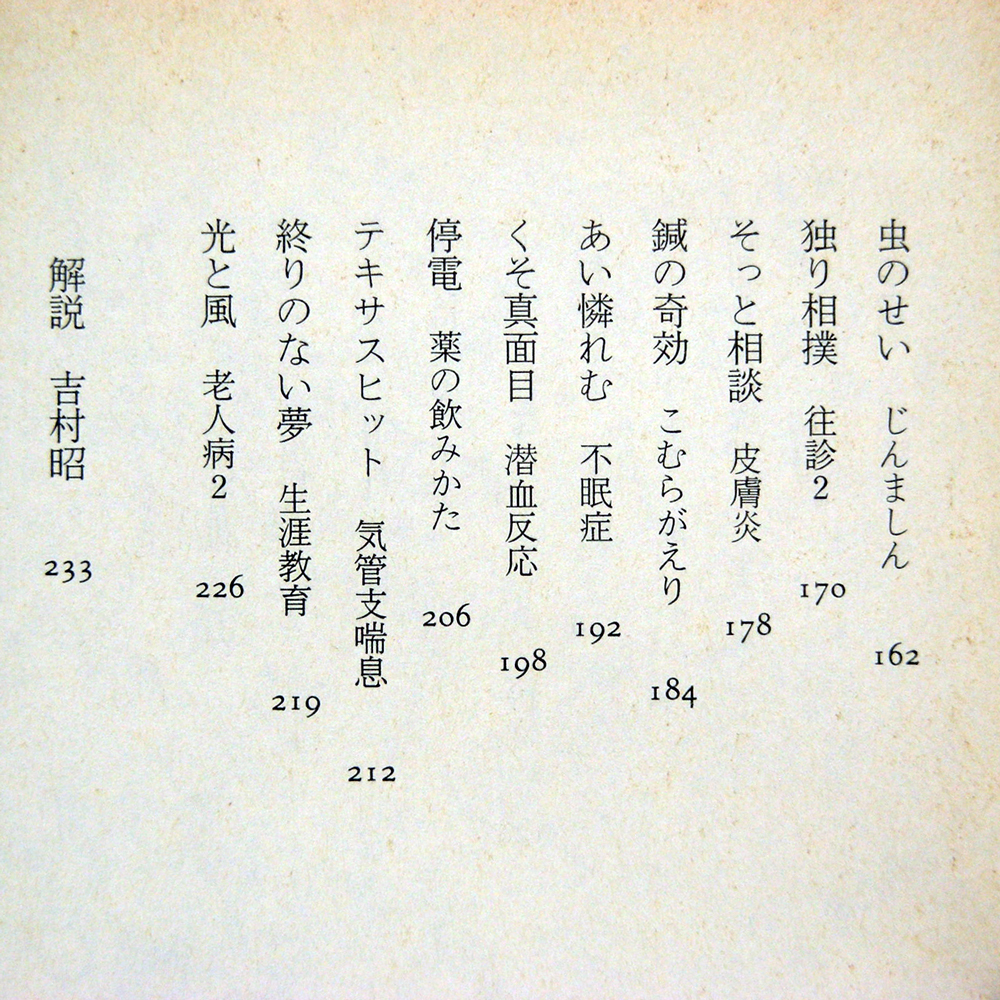 虫のせい じんましん 162
独り相撲 往診2 170
そっと相談 皮膚炎 178
鍼の奇効 こむらがえり 184
あい憐れむ 不眠症 192
くそ真面目 潜血反応 198
停電 薬の飲みかた 206
テキサスヒット 気管支喘息 212
終りのない夢 生涯教育 219
光と風 老人病2 226
解説 吉村昭 233